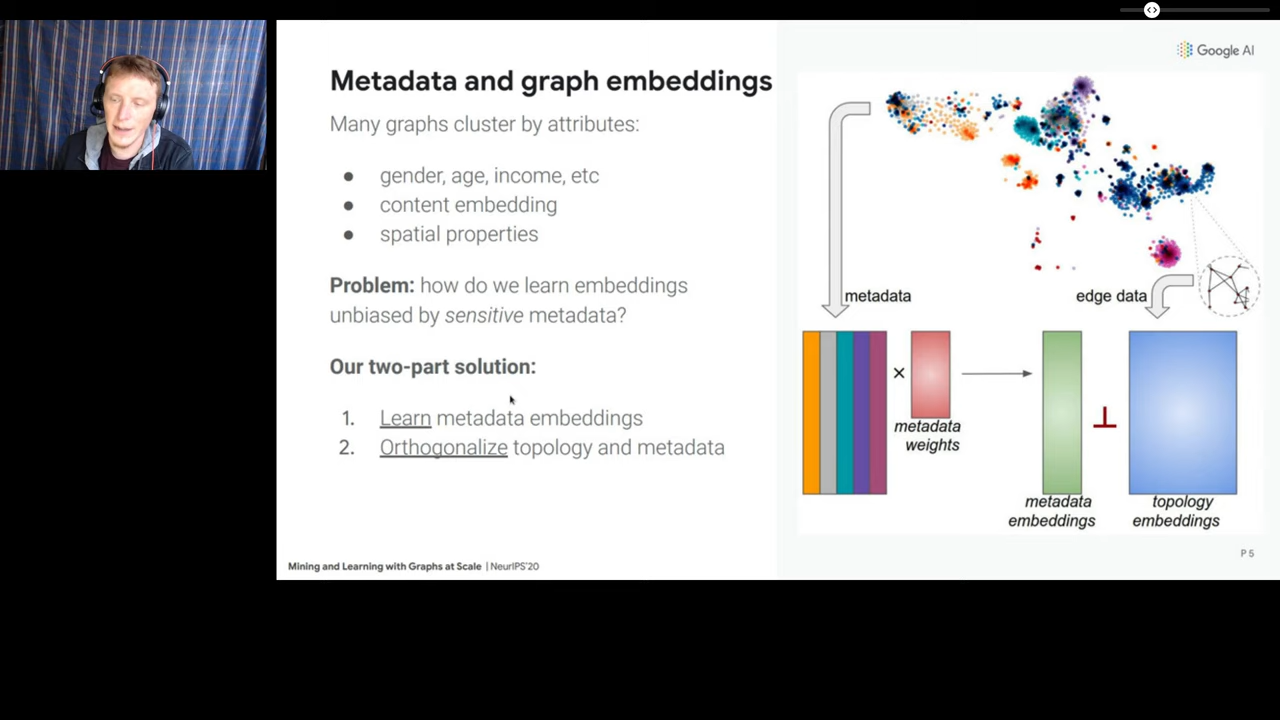 Google AI
Metadata and graph embeddings
Many graphs cluster by attributes:
● gender, age, income, etc
● content embedding
● spatial properties
Problem: how do we learn embeddings
unbiased by sensitive metadata?
Our two-part solution:
1. Learn metadata embeddings
2. Orthogonalize topology and metadata
metadata
edge data
×
metadata
weights
⊥
metadata
embeddings
topology
embeddings
P 5
Mining and Learning with Graphs at Scale | NeurIPS'20